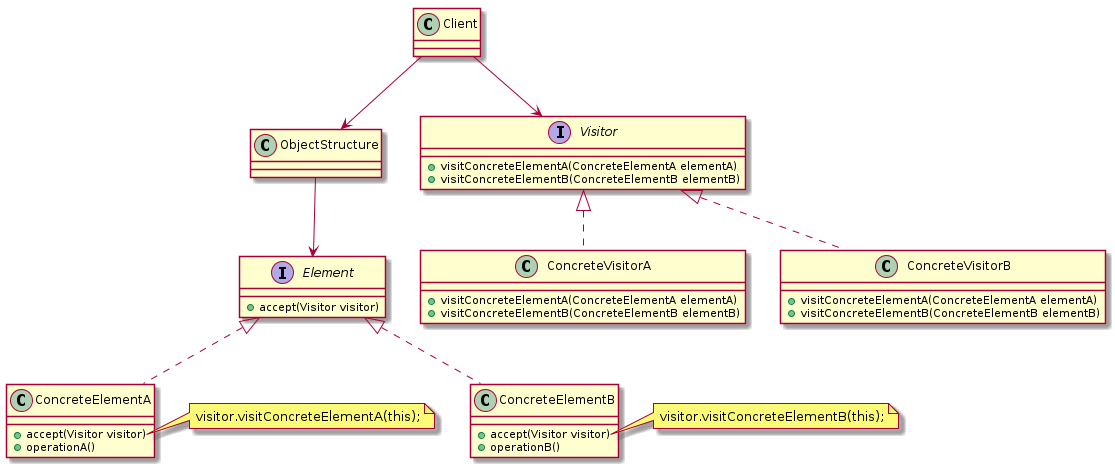 C Client
C ObjectStructure
I Visitor
visitConcreteElementA(ConcreteElementA elementA)
visitConcreteElementB(ConcreteElementB elementB)
I Element
accept(Visitor visitor)
C ConcreteVisitorA
visitConcreteElementA(ConcreteElementA elementA)
visitConcreteElementB(ConcreteElementB elementB)
C ConcreteVisitorB
visitConcreteElementA(ConcreteElementA elementA)
visitConcreteElementB(ConcreteElementB elementB)
C ConcreteElementA
accept(Visitor visitor)
operationA()
visitor.visitConcreteElementA(this);
C ConcreteElementB
accept(Visitor visitor)
operationB()
visitor.visitConcreteElementB(this);